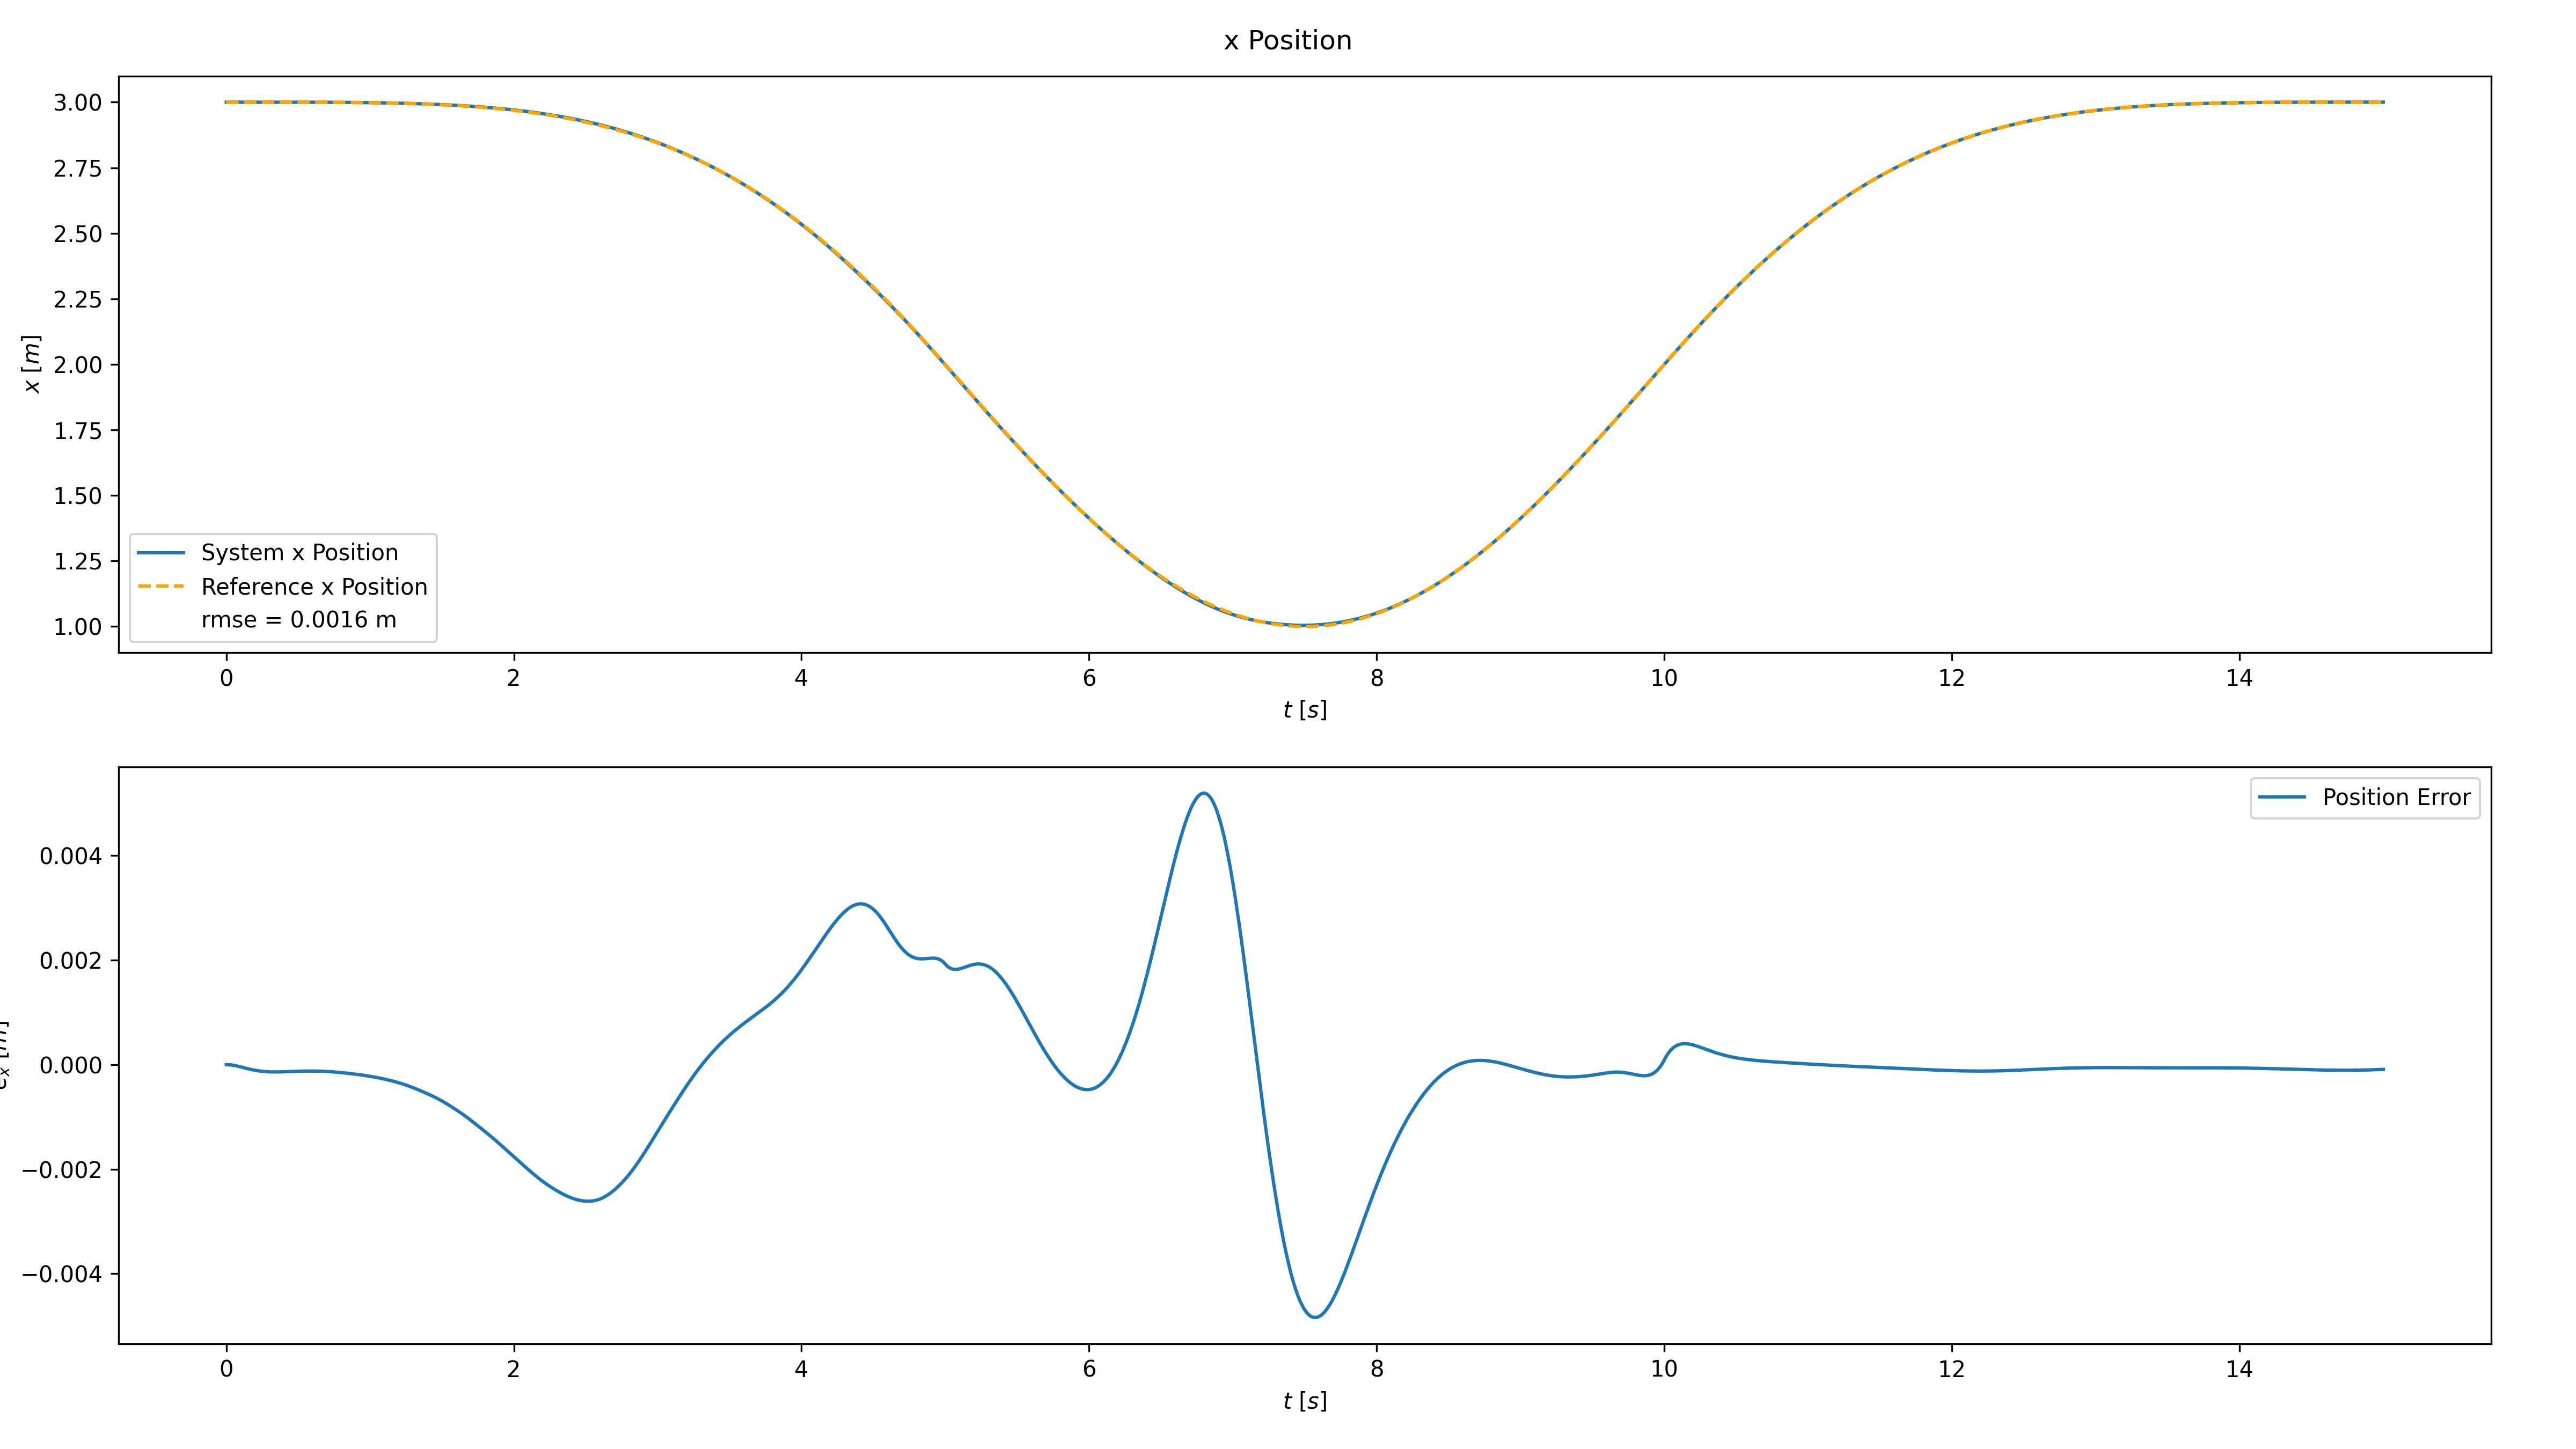 x Position
3.00
2.75
2.50
2.25
2.00
1.75
1.50
1.25
1.00
x [m]
System x Position
Reference x Position
rmse = 0.0016 m
0 2 4 6 8 10 12 14
t [s]
Position Error
0.004
0.002
0.000
−0.002
−0.004
0 2 4 6 8 10 12 14
t [s]